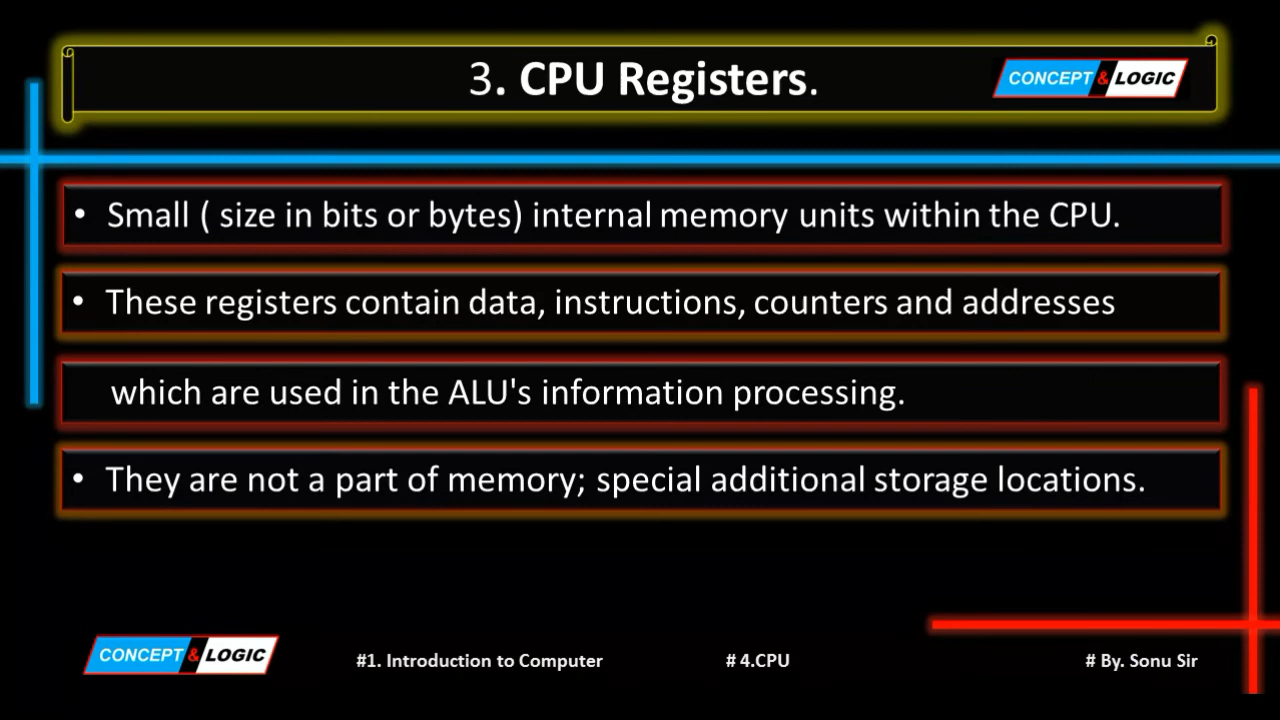 3. CPU Registers.
CONCEPT & LOGIC
• Small ( size in bits or bytes) internal memory units within the CPU.
• These registers contain data, instructions, counters and addresses
which are used in the ALU's information processing.
• They are not a part of memory; special additional storage locations.
CONCEPT & LOGIC
#1. Introduction to Computer
# 4.CPU
# By. Sonu Sir